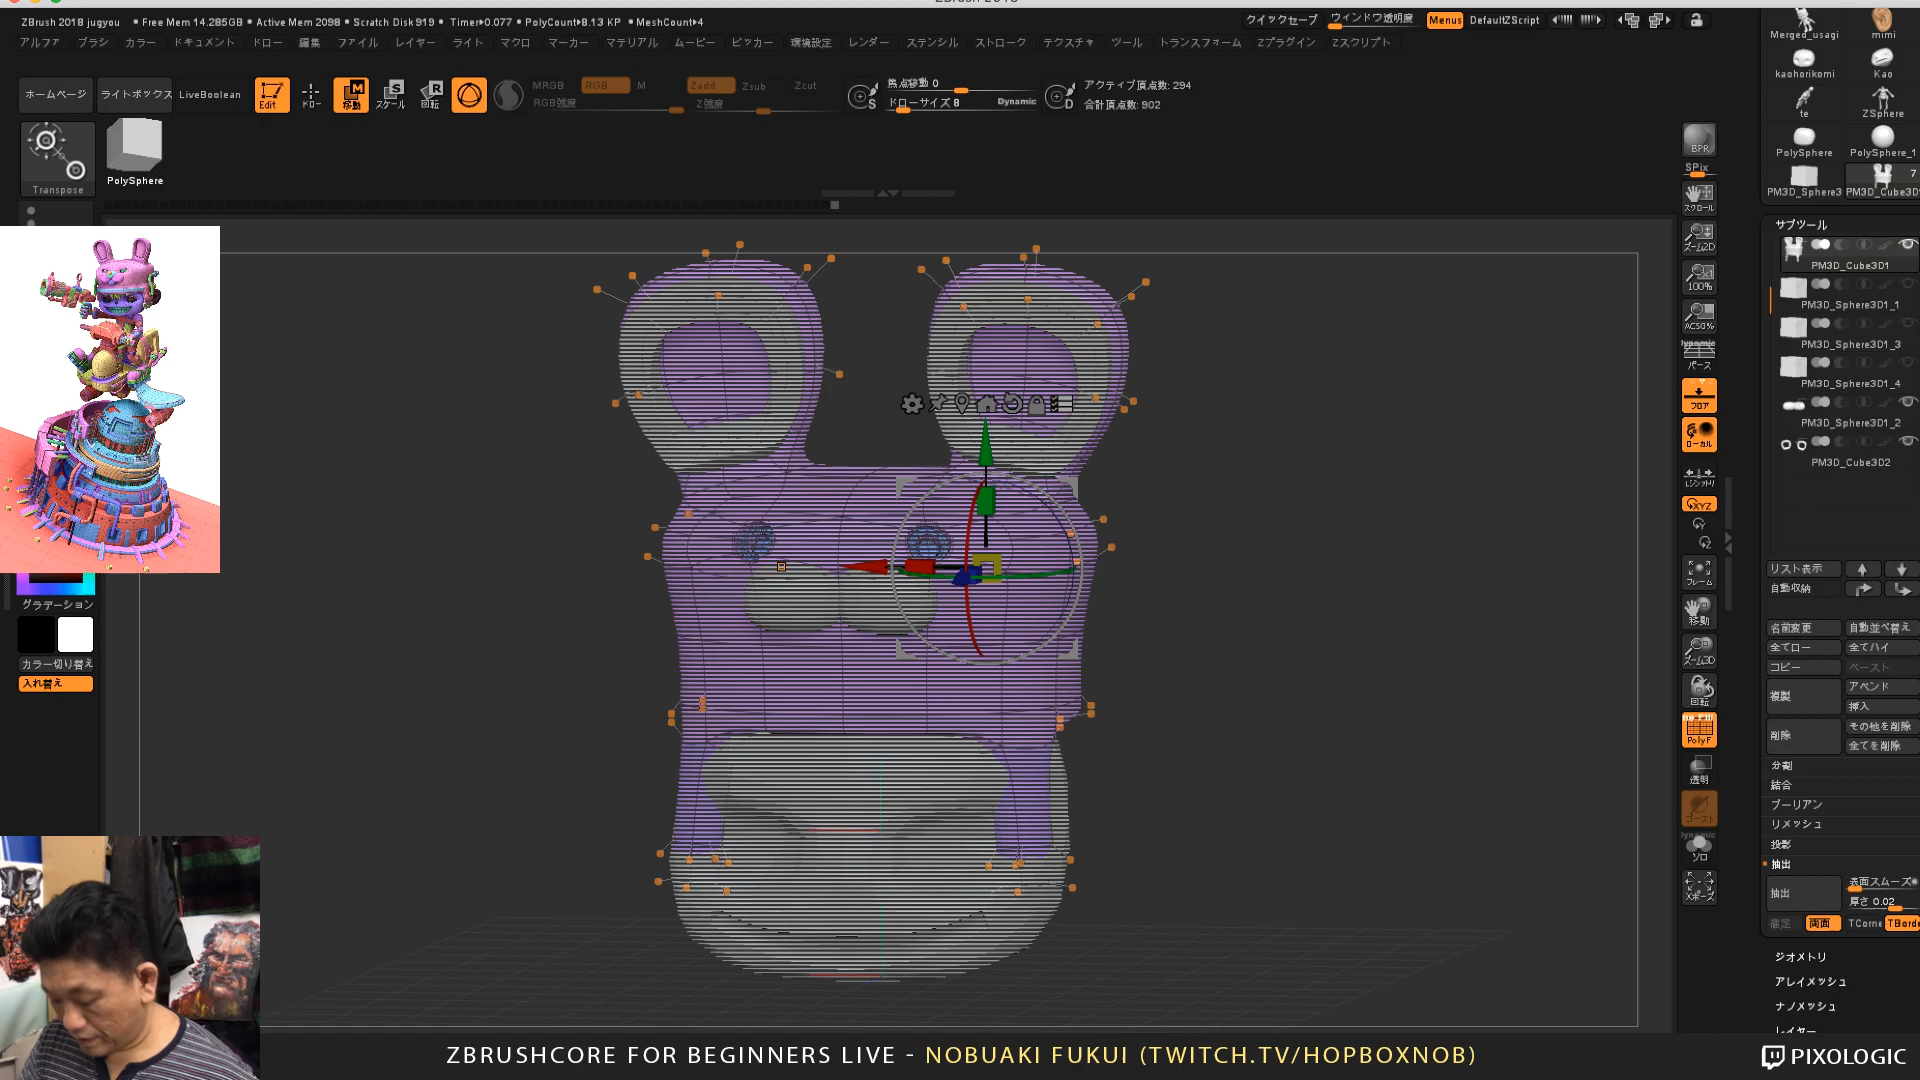 ZBrush 2018 jugyou • Free Mem 14.285GB • Active Mem 2098 • Scratch Disk 919 • Timer▸0.077 • PolyCount▸8.13 KP • MeshCount▸4
クイックセーブ ウィンドウ透明度 Menus DefaultZScript
アルファ ブラシ カラー ドキュメント ドロー 編集 ファイル レイヤー ライト マクロ マーカー マテリアル ムービー ピッカー 環境設定 レンダー ステンシル ストローク テクスチャ ツール トランスフォーム Zプラグイン Zスクリプト
ホームページ ライトボックス LiveBoolean Edit ドロー 移動 スケール 回転
MRGB RGB M Zadd Zsub Zcut
RGB強度 Z強度
焦点移動 0
ドローサイズ 8 Dynamic
アクティブ頂点数: 294
合計頂点数: 902
Transpose
PolySphere
グラデーション
カラー切り替え
入れ替え
BPR
SPix
スクロール
ズーム2D
100%
AC50%
Dynamic
パース
フロア
ローカル
XYZ
フレーム
移動
ズーム3D
回転
PolyF
透明
ゴースト
Dynamic
ソロ
Xポーズ
Merged_usagi mimi
kaohorikomi Kao
te ZSphere
PolySphere PolySphere_1
7
PM3D_Sphere3 PM3D_Cube3D
サブツール
PM3D_Cube3D1
PM3D_Sphere3D1_1
PM3D_Sphere3D1_3
PM3D_Sphere3D1_4
PM3D_Sphere3D1_2
PM3D_Cube3D2
リスト表示
自動収納
名前変更 自動並べ替え
全てロー 全てハイ
コピー ペースト
複製 アペンド
挿入
削除 その他を削除
全てを削除
分割
結合
ブーリアン
リメッシュ
投影
抽出
抽出 表面スムーズ
厚さ 0.02
確定 両面 TCorne TBorde
ジオメトリ
アレイメッシュ
ナノメッシュ
レイヤー
ZBRUSHCORE FOR BEGINNERS LIVE - NOBUAKI FUKUI (TWITCH.TV/HOPBOXNOB)
PIXOLOGIC